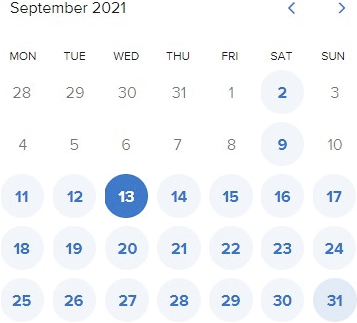 September 2021
MON TUE WED THU FRI SAT SUN
28 29 30 31 1 2 3
4 5 6 7 8 9 10
11 12 13 14 15 16 17
18 19 20 21 22 23 24
25 26 27 28 29 30 31